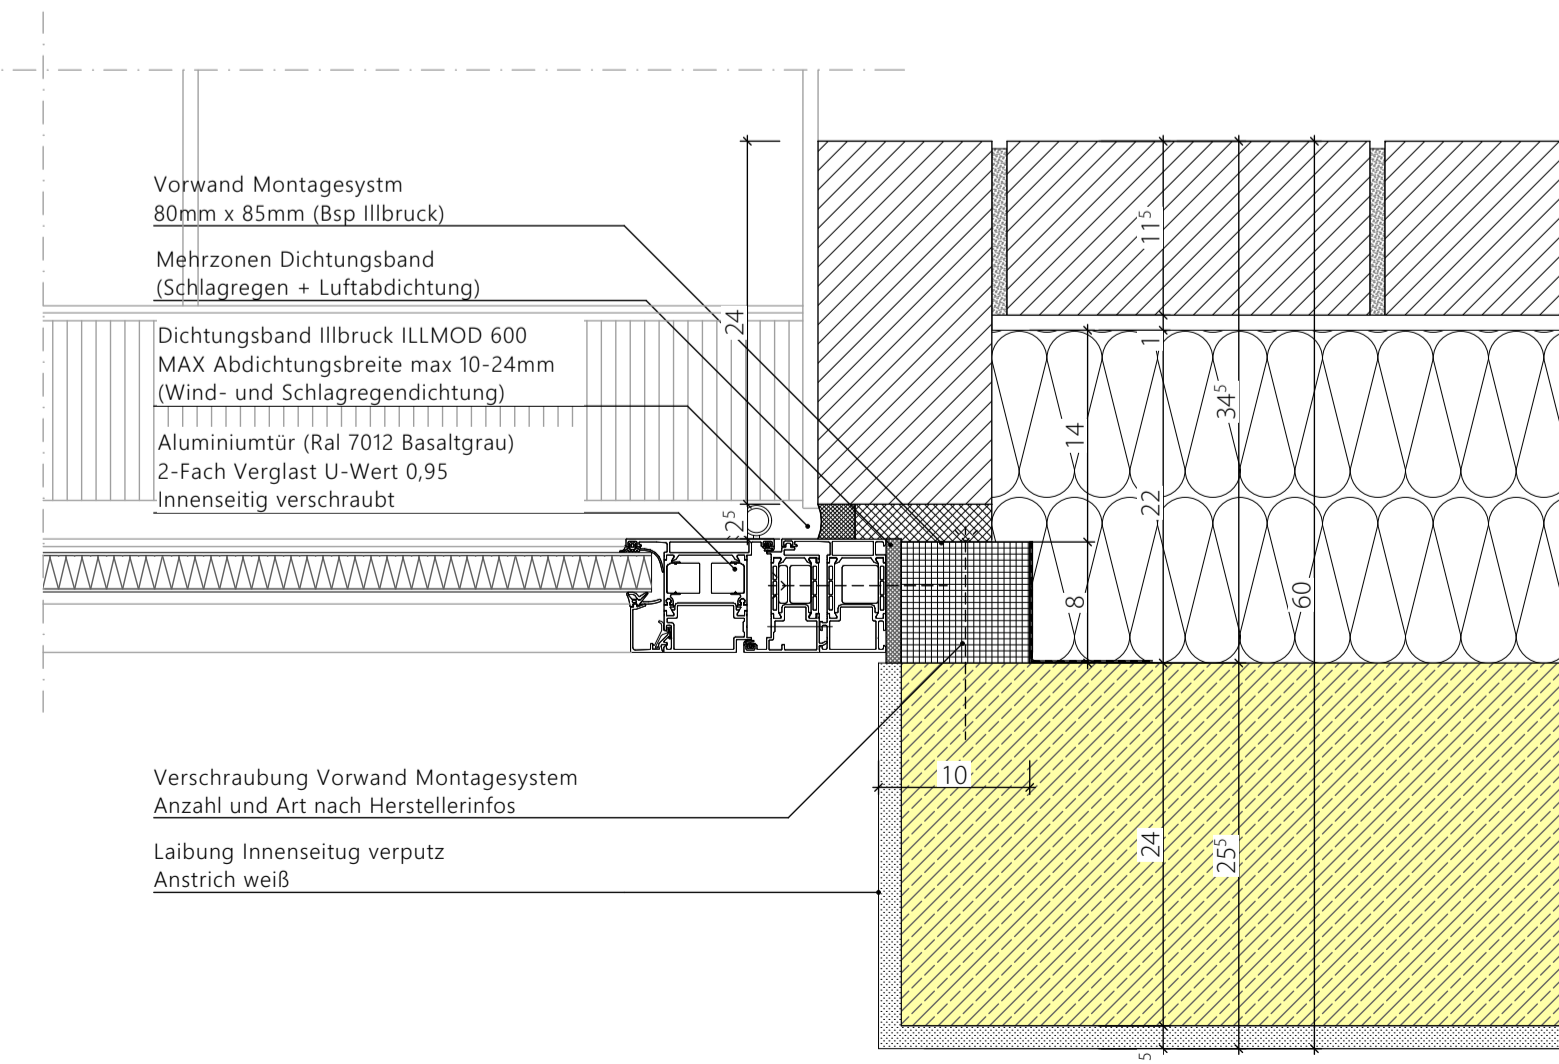 Vorwand Montagesystm
80mm x 85mm (Bsp Illbruck)
Mehrzonen Dichtungsband
(Schlagregen + Luftabdichtung)
Dichtungsband Illbruck ILLMOD 600
MAX Abdichtungsbreite max 10-24mm
(Wind- und Schlagregendichtung)
Aluminiumtür (Ral 7012 Basaltgrau)
2-Fach Verglast U-Wert 0,95
Innenseitig verschraubt
Verschraubung Vorwand Montagesystem
Anzahl und Art nach Herstellerinfos
Laibung Innenseitug verputz
Anstrich weiß
24
2⁵
11⁵
1
14
22
34⁵
8
60
10
24
25⁵
5